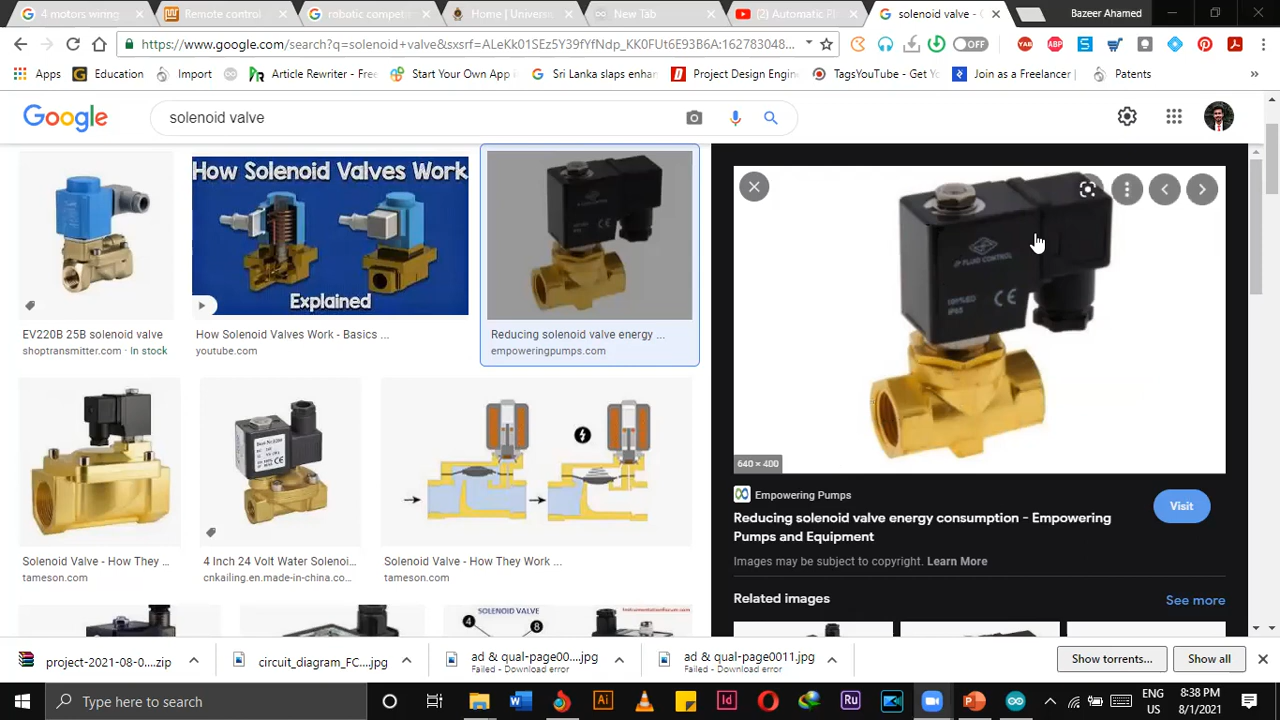 4 motors wiring
Remote control
robotic competi
Home | Univers
New Tab
(2) Automatic Pl
solenoid valve -
Bazeer Ahamed
https://www.google.com/search?q=solenoid+valve&sxsrf=ALeKk01SEz5Y39fYfNdp_KK0FUt6E93B6A:162783048...
OFF
Apps
Education
Import
Article Rewriter - Fre
Start Your Own App
Sri Lanka slaps enfa
Project Design Engin
TagsYouTube - Get Y
Join as a Freelancer
Patents
Google
solenoid valve
How Solenoid Valves Work
Explained
EV220B 25B solenoid valve
shoptransmitter.com · In stock
How Solenoid Valves Work - Basics ...
youtube.com
Reducing solenoid valve energy ...
empoweringpumps.com
Solenoid Valve - How They ...
tameson.com
4 Inch 24 Volt Water Solenoi...
cnkailing.en.made-in-china.co...
Solenoid Valve - How They Work ...
tameson.com
SOLENOID VALVE
4
8
FLUID CONTROL
CE
640 × 400
Empowering Pumps
Reducing solenoid valve energy consumption - Empowering
Pumps and Equipment
Visit
Images may be subject to copyright. Learn More
Related images
See more
project-2021-08-0....zip
circuit_diagram_FC....jpg
ad & qual-page00....jpg
Failed - Download error
ad & qual-page0011.jpg
Failed - Download error
Show torrents...
Show all
Type here to search
ENG
US
8:38 PM
8/1/2021